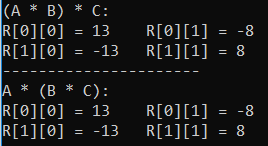 (A * B) * C:
R[0][0] = 13    R[0][1] = -8
R[1][0] = -13   R[1][1] = 8
----------------------
A * (B * C):
R[0][0] = 13    R[0][1] = -8
R[1][0] = -13   R[1][1] = 8